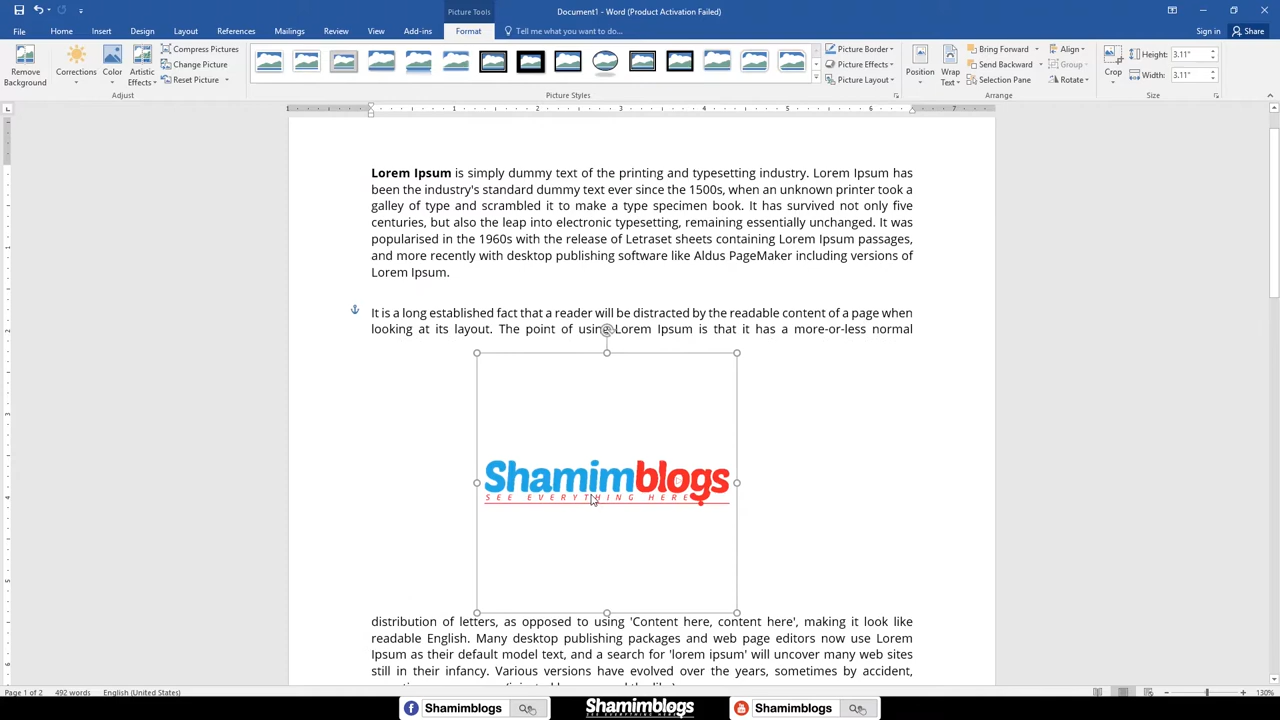 Picture Tools
Document1 - Word (Product Activation Failed)
File Home Insert Design Layout References Mailings Review View Add-ins Format Tell me what you want to do... Sign in Share
Remove Background
Corrections
Color
Artistic Effects
Compress Pictures
Change Picture
Reset Picture
Adjust
Picture Styles
Picture Border
Picture Effects
Picture Layout
Position
Wrap Text
Bring Forward
Send Backward
Selection Pane
Align
Group
Rotate
Arrange
Crop
Height: 3.11"
Width: 3.11"
Size
Lorem Ipsum is simply dummy text of the printing and typesetting industry. Lorem Ipsum has
been the industry's standard dummy text ever since the 1500s, when an unknown printer took a
galley of type and scrambled it to make a type specimen book. It has survived not only five
centuries, but also the leap into electronic typesetting, remaining essentially unchanged. It was
popularised in the 1960s with the release of Letraset sheets containing Lorem Ipsum passages,
and more recently with desktop publishing software like Aldus PageMaker including versions of
Lorem Ipsum.
It is a long established fact that a reader will be distracted by the readable content of a page when
looking at its layout. The point of using Lorem Ipsum is that it has a more-or-less normal
Shamimblogs
SEE EVERYTHING HERE
distribution of letters, as opposed to using 'Content here, content here', making it look like
readable English. Many desktop publishing packages and web page editors now use Lorem
Ipsum as their default model text, and a search for 'lorem ipsum' will uncover many web sites
still in their infancy. Various versions have evolved over the years, sometimes by accident,
Page 1 of 2 492 words English (United States) 130%
Shamimblogs
Shamimblogs
SEE EVERYTHING HERE
Shamimblogs